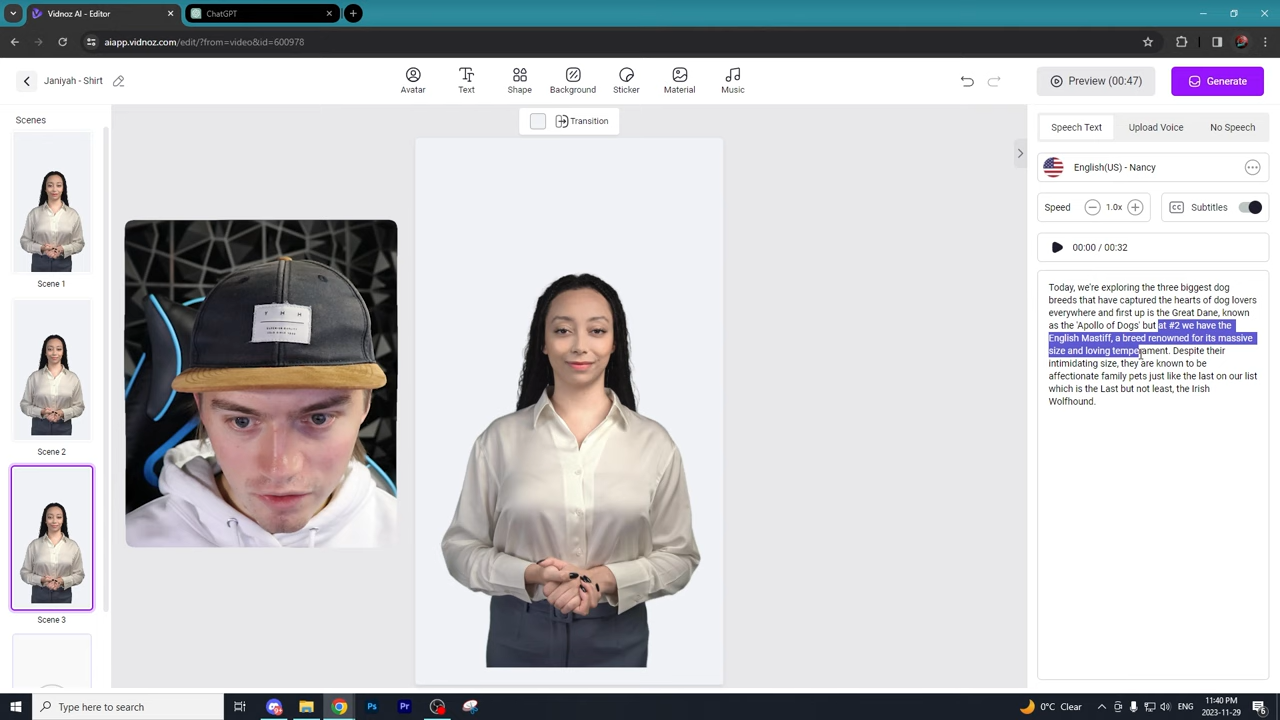 Vidnoz AI - Editor
ChatGPT
aiapp.vidnoz.com/edit/?from=video&id=600978
Janiyah - Shirt
Avatar
Text
Shape
Background
Sticker
Material
Music
Preview (00:47)
Generate
Scenes
Transition
Speech Text
Upload Voice
No Speech
English(US) - Nancy
Speed
1.0x
CC
Subtitles
00:00 / 00:32
Today, we're exploring the three biggest dog
breeds that have captured the hearts of dog lovers
everywhere and first up is the Great Dane, known
as the 'Apollo of Dogs' but at #2 we have the
English Mastiff, a breed renowned for its massive
size and loving temperament. Despite their
intimidating size, they are known to be
affectionate family pets just like the last on our list
which is the Last but not least, the Irish
Wolfhound.
Scene 1
Scene 2
Scene 3
Type here to search
Ps
Pr
0°C Clear
ENG
11:40 PM
2023-11-29